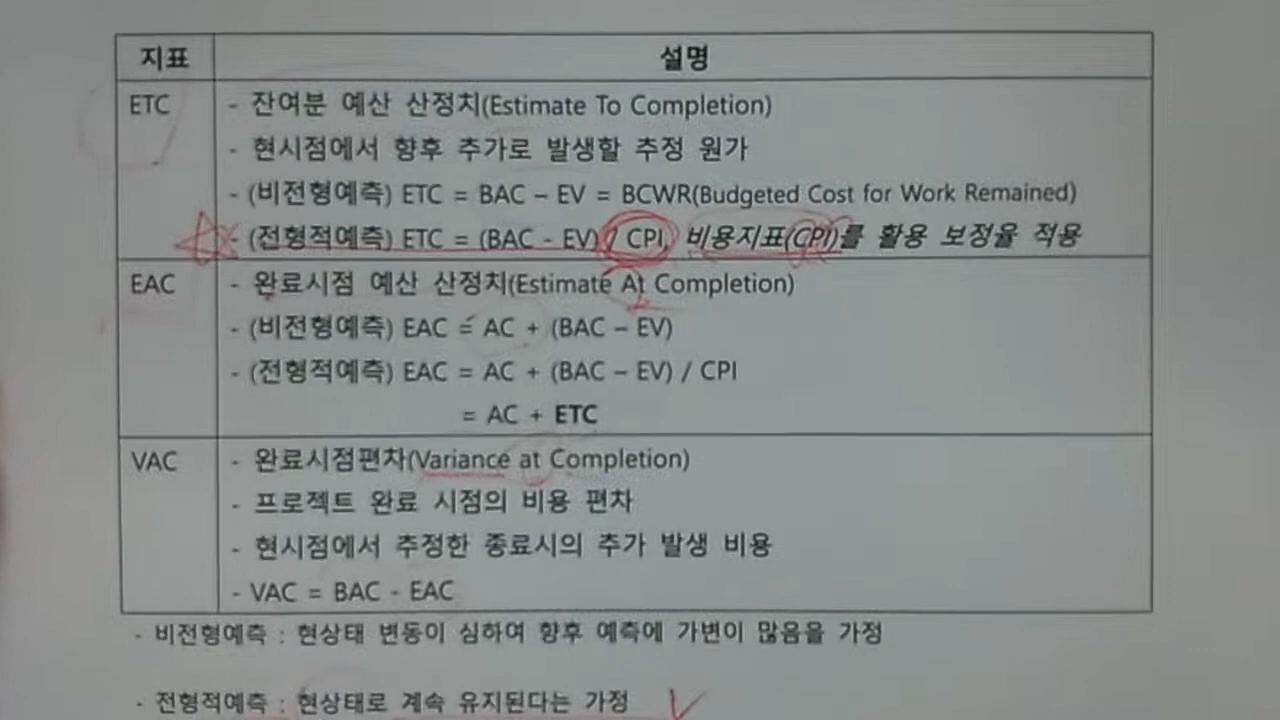 지표 설명
ETC - 잔여분 예산 산정치(Estimate To Completion)
- 현시점에서 향후 추가로 발생할 추정 원가
- (비전형예측) ETC = BAC – EV = BCWR(Budgeted Cost for Work Remained)
- (전형적예측) ETC = (BAC - EV) / CPI, 비용지표(CPI)를 활용 보정율 적용
EAC - 완료시점 예산 산정치(Estimate At Completion)
- (비전형예측) EAC = AC + (BAC – EV)
- (전형적예측) EAC = AC + (BAC – EV) / CPI
= AC + ETC
VAC - 완료시점편차(Variance at Completion)
- 프로젝트 완료 시점의 비용 편차
- 현시점에서 추정한 종료시의 추가 발생 비용
- VAC = BAC - EAC
- 비전형예측 : 현상태 변동이 심하여 향후 예측에 가변이 많음을 가정
- 전형적예측 : 현상태로 계속 유지된다는 가정